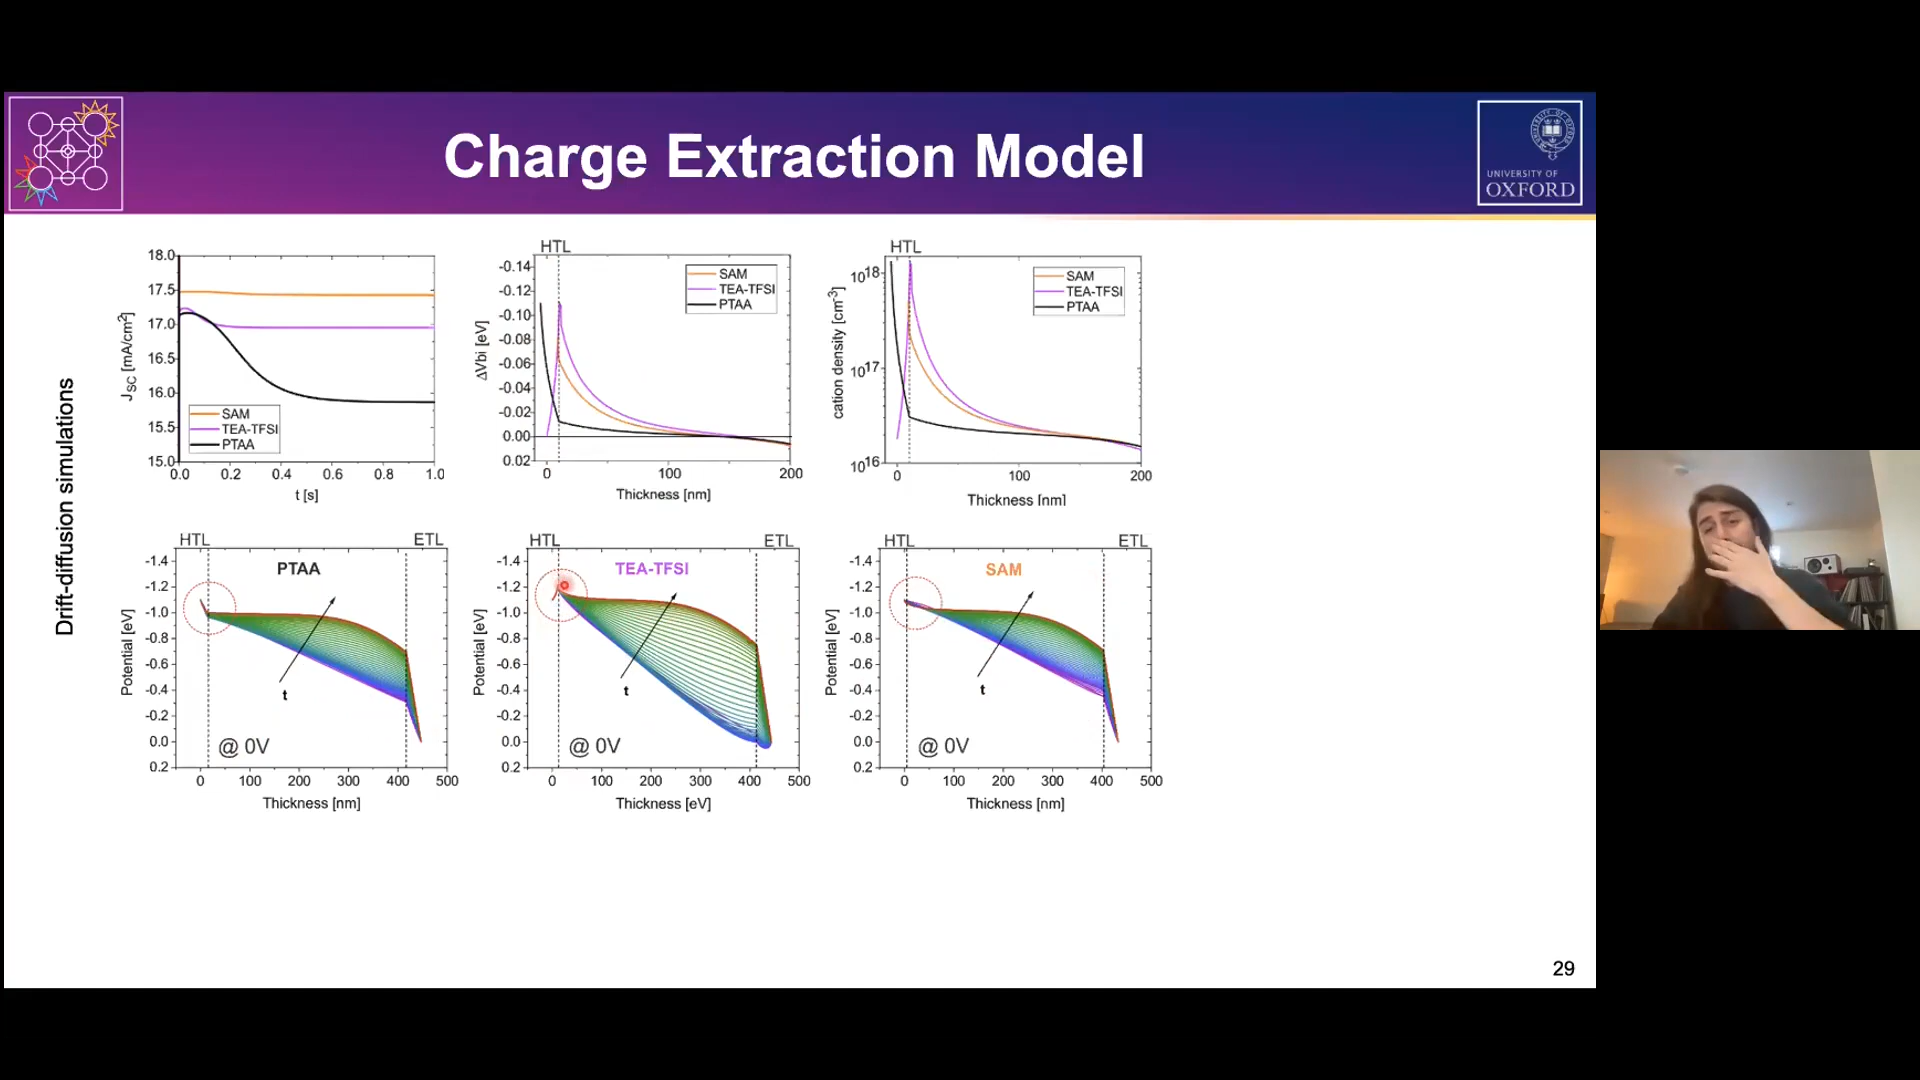 Charge Extraction Model
UNIVERSITY OF
OXFORD
Drift-diffusion simulations
18.0
17.5
17.0
16.5
16.0
15.5
15.0
J_SC [mA/cm²]
SAM
TEA-TFSI
PTAA
0.0 0.2 0.4 0.6 0.8 1.0
t [s]
HTL
-0.14
-0.12
-0.10
-0.08
-0.06
-0.04
-0.02
0.00
0.02
ΔVbi [eV]
SAM
TEA-TFSI
PTAA
0 100 200
Thickness [nm]
HTL
10¹⁸
10¹⁷
10¹⁶
cation density [cm⁻³]
SAM
TEA-TFSI
PTAA
0 100 200
Thickness [nm]
HTL ETL
PTAA
-1.4
-1.2
-1.0
-0.8
-0.6
-0.4
-0.2
0.0
0.2
Potential [eV]
t
@ 0V
0 100 200 300 400 500
Thickness [nm]
HTL ETL
TEA-TFSI
-1.4
-1.2
-1.0
-0.8
-0.6
-0.4
-0.2
0.0
0.2
Potential [eV]
t
@ 0V
0 100 200 300 400 500
Thickness [eV]
HTL ETL
SAM
-1.4
-1.2
-1.0
-0.8
-0.6
-0.4
-0.2
0.0
0.2
Potential [eV]
t
@ 0V
0 100 200 300 400 500
Thickness [nm]
29